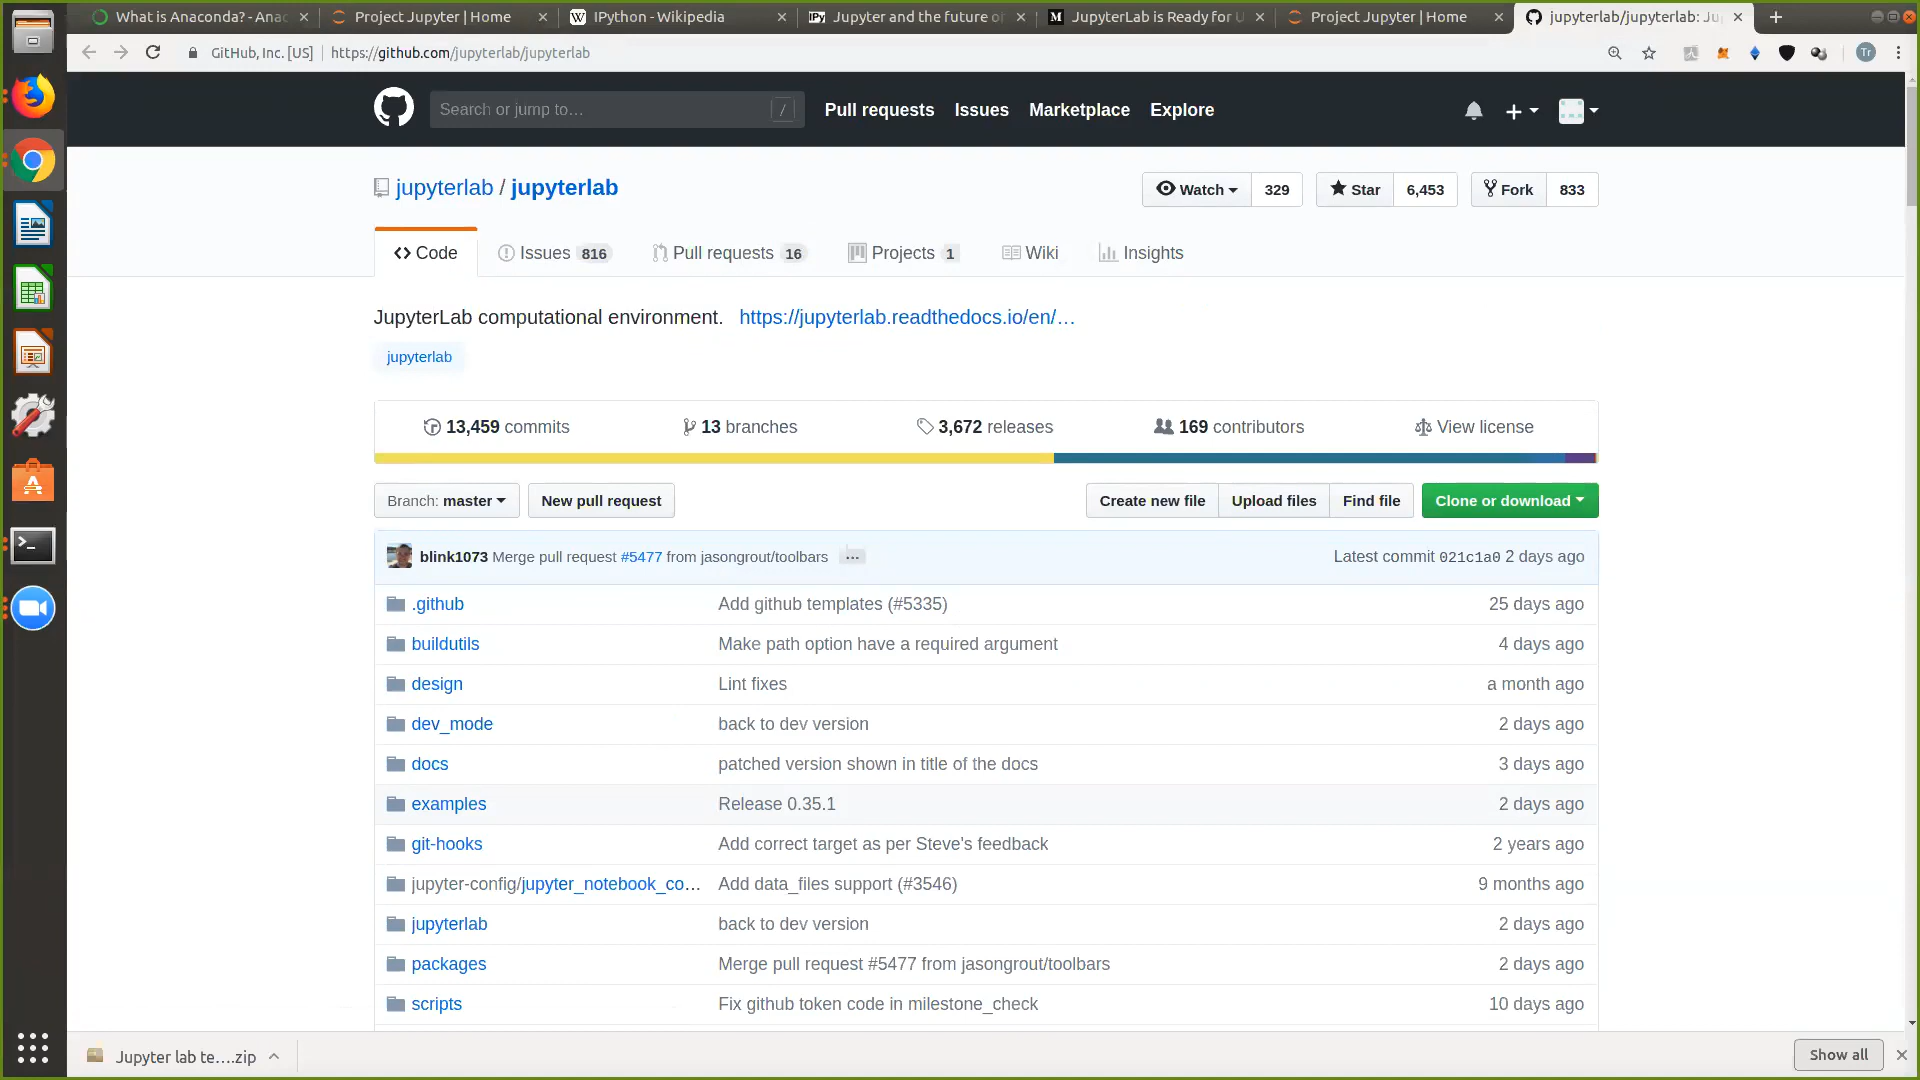 What is Anaconda? - Anac
Project Jupyter | Home
IPython - Wikipedia
Jupyter and the future of
JupyterLab is Ready for U
Project Jupyter | Home
jupyterlab/jupyterlab: Ju
GitHub, Inc. [US]
https://github.com/jupyterlab/jupyterlab
Tr
Search or jump to…
/
Pull requests
Issues
Marketplace
Explore
jupyterlab / jupyterlab
Watch
329
Star
6,453
Fork
833
Code
Issues 816
Pull requests 16
Projects 1
Wiki
Insights
JupyterLab computational environment. https://jupyterlab.readthedocs.io/en/…
jupyterlab
13,459 commits
13 branches
3,672 releases
169 contributors
View license
Branch: master
New pull request
Create new file
Upload files
Find file
Clone or download
blink1073 Merge pull request #5477 from jasongrout/toolbars …
Latest commit 021c1a0 2 days ago
.github Add github templates (#5335) 25 days ago
buildutils Make path option have a required argument 4 days ago
design Lint fixes a month ago
dev_mode back to dev version 2 days ago
docs patched version shown in title of the docs 3 days ago
examples Release 0.35.1 2 days ago
git-hooks Add correct target as per Steve's feedback 2 years ago
jupyter-config/jupyter_notebook_co… Add data_files support (#3546) 9 months ago
jupyterlab back to dev version 2 days ago
packages Merge pull request #5477 from jasongrout/toolbars 2 days ago
scripts Fix github token code in milestone_check 10 days ago
Jupyter lab te….zip
Show all